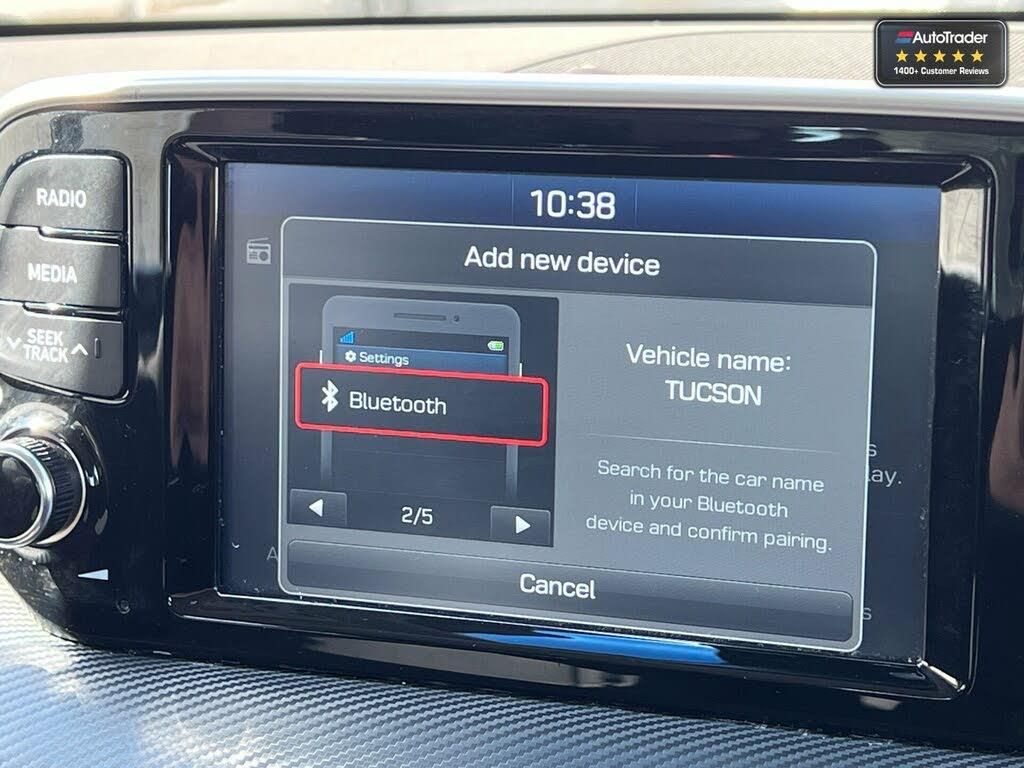 AutoTrader
1400+ Customer Reviews
RADIO
MEDIA
SEEK
TRACK
10:38
Add new device
Settings
Bluetooth
2/5
Vehicle name:
TUCSON
Search for the car name
in your Bluetooth
device and confirm pairing.
Cancel
s
lay.
A
s